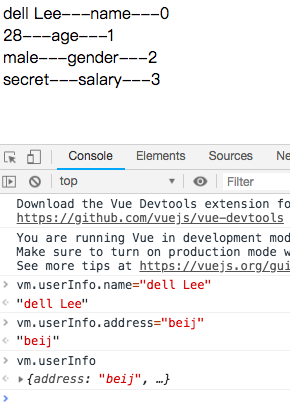 dell Lee---name---0
28---age---1
male---gender---2
secret---salary---3
Console Elements Sources Ne
top Filter
Download the Vue Devtools extension fo
https://github.com/vuejs/vue-devtools
You are running Vue in development mod
Make sure to turn on production mode w
See more tips at https://vuejs.org/gui
> vm.userInfo.name="dell Lee"
< "dell Lee"
> vm.userInfo.address="beij"
< "beij"
> vm.userInfo
< ▶{address: "beij", …}
>